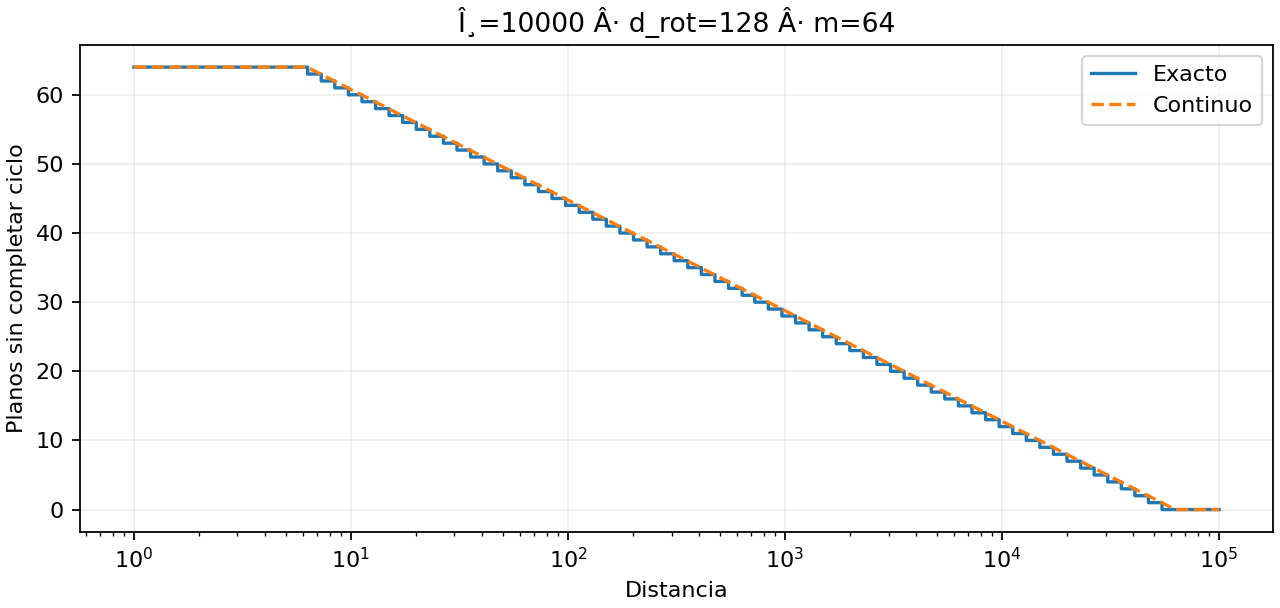 Î¸=10000 Â· d_rot=128 Â· m=64
Exacto
Continuo
Planos sin completar ciclo
60
50
40
30
20
10
0
10⁰
10¹
10²
10³
10⁴
10⁵
Distancia